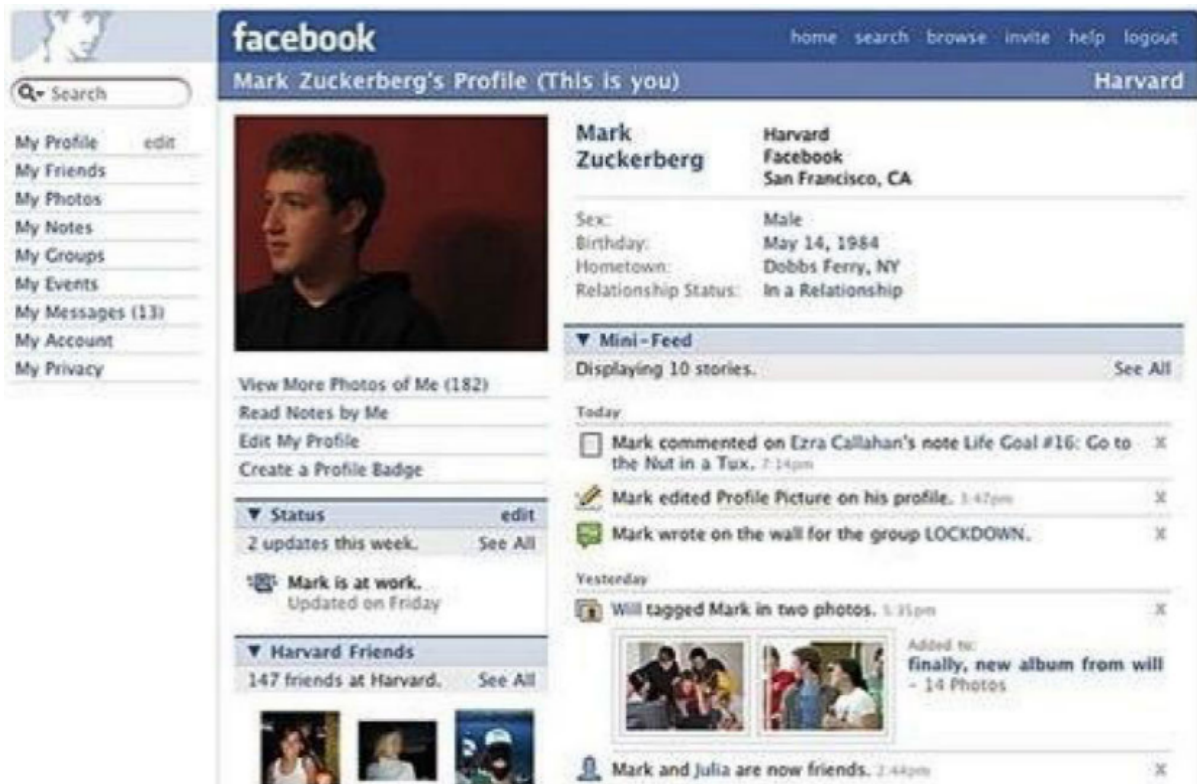 facebook
home search browse invite help logout
Mark Zuckerberg's Profile (This is you)
Harvard
Search
My Profile edit
My Friends
My Photos
My Notes
My Groups
My Events
My Messages (13)
My Account
My Privacy
View More Photos of Me (182)
Read Notes by Me
Edit My Profile
Create a Profile Badge
Status edit
2 updates this week. See All
Mark is at work.
Updated on Friday
Harvard Friends
147 friends at Harvard. See All
Mark
Zuckerberg
Harvard
Facebook
San Francisco, CA
Sex: Male
Birthday: May 14, 1984
Hometown: Dobbs Ferry, NY
Relationship Status: In a Relationship
Mini-Feed
Displaying 10 stories. See All
Today
Mark commented on Ezra Callahan's note Life Goal #16: Go to
the Nut in a Tux. 7:14pm
Mark edited Profile Picture on his profile. 3:47pm
Mark wrote on the wall for the group LOCKDOWN.
Yesterday
Will tagged Mark in two photos. 5:35pm
Added to:
finally, new album from will
- 14 Photos
Mark and Julia are now friends. 2:44pm